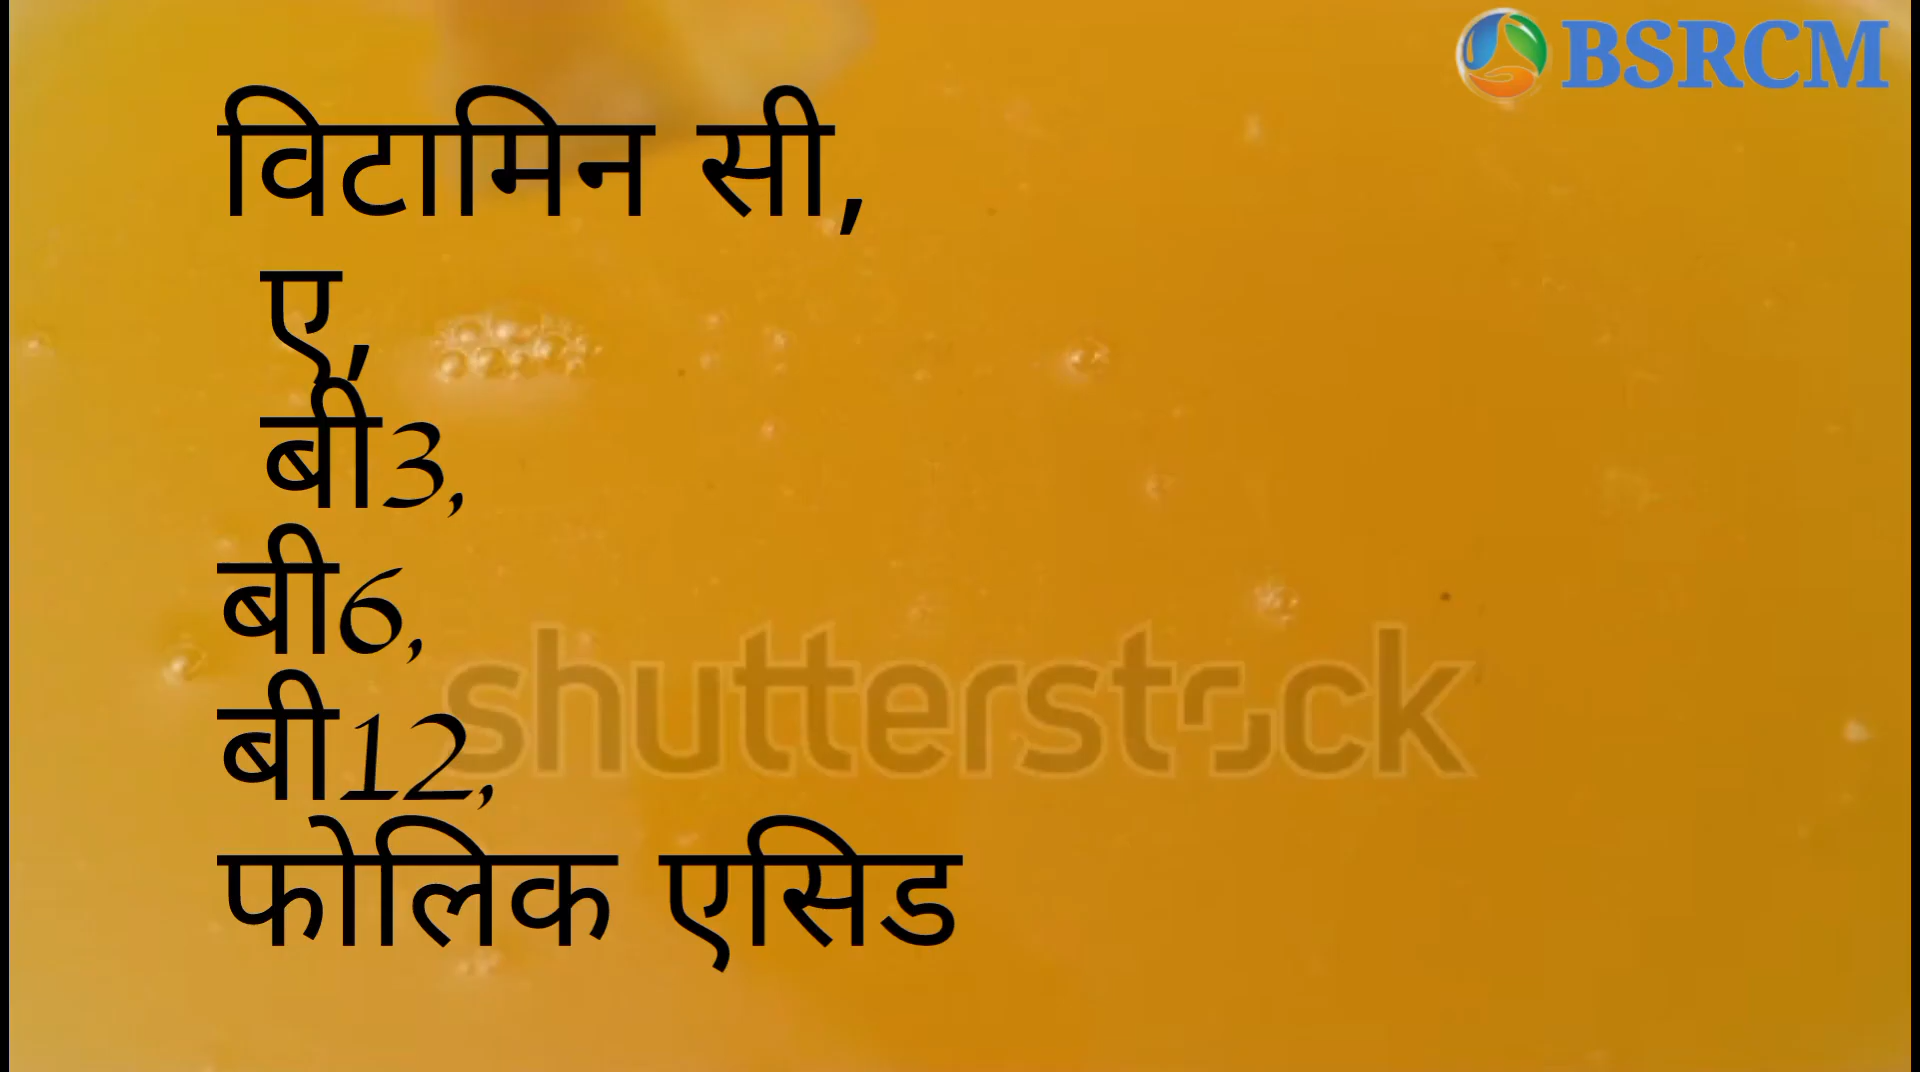 BSRCM
विटामिन सी,
ए,
बी3,
बी6,
बी12,
फोलिक एसिड
shutterstock